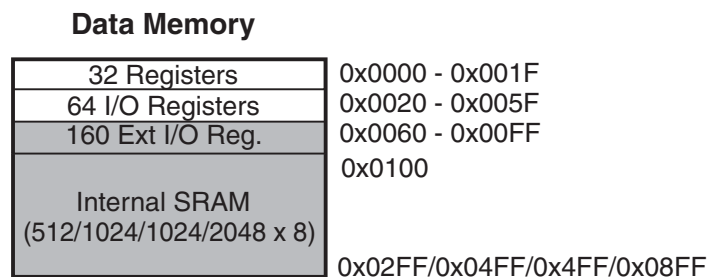 Data Memory
32 Registers 0x0000 - 0x001F
64 I/O Registers 0x0020 - 0x005F
160 Ext I/O Reg. 0x0060 - 0x00FF
0x0100
Internal SRAM
(512/1024/1024/2048 x 8)
0x02FF/0x04FF/0x4FF/0x08FF